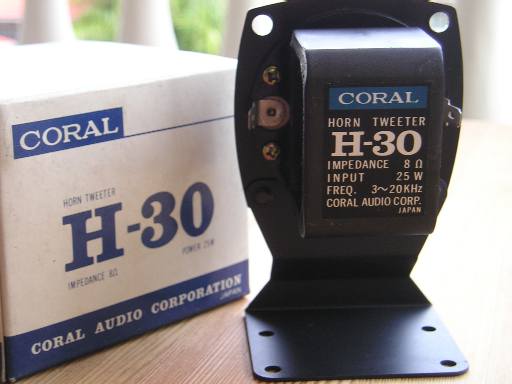 CORAL
HORN TWEETER
H-30
IMPEDANCE 8Ω
POWER 25W
CORAL AUDIO CORPORATION
JAPAN
CORAL
HORN TWEETER
H-30
IMPEDANCE 8 Ω
INPUT 25 W
FREQ. 3~20KHz
CORAL AUDIO CORP.
JAPAN